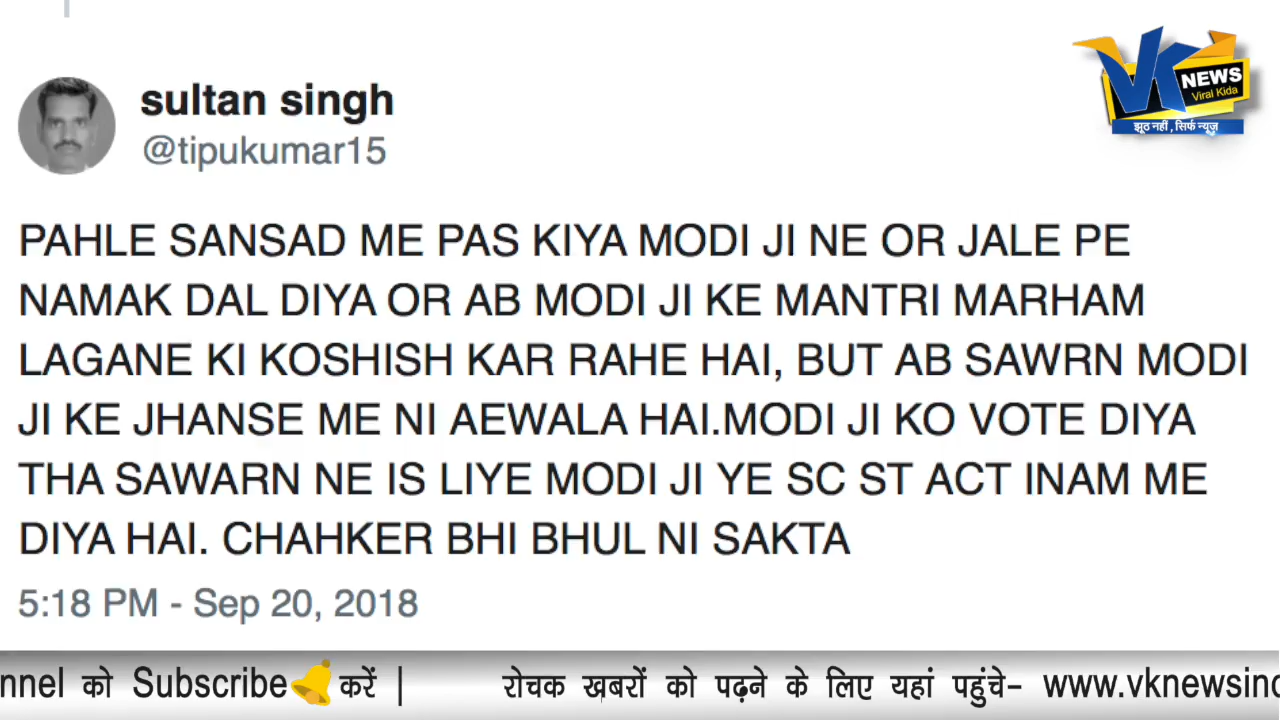 sultan singh
@tipukumar15
NEWS
Viral Kida
झूठ नहीं, सिर्फ न्यूज़
PAHLE SANSAD ME PAS KIYA MODI JI NE OR JALE PE
NAMAK DAL DIYA OR AB MODI JI KE MANTRI MARHAM
LAGANE KI KOSHISH KAR RAHE HAI, BUT AB SAWRN MODI
JI KE JHANSE ME NI AEWALA HAI.MODI JI KO VOTE DIYA
THA SAWARN NE IS LIYE MODI JI YE SC ST ACT INAM ME
DIYA HAI. CHAHKER BHI BHUL NI SAKTA
5:18 PM - Sep 20, 2018
nnel को Subscribe करें | रोचक ख़बरों को पढ़ने के लिए यहां पहुंचे– www.vknewsinc